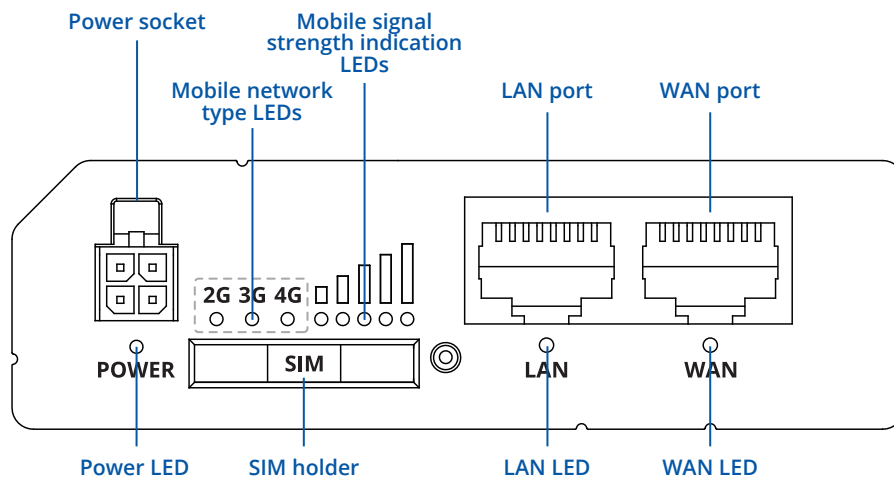 Power socket
Mobile signal
strength indication
LEDs
Mobile network
type LEDs
LAN port
WAN port
2G 3G 4G
POWER
SIM
LAN
WAN
Power LED
SIM holder
LAN LED
WAN LED